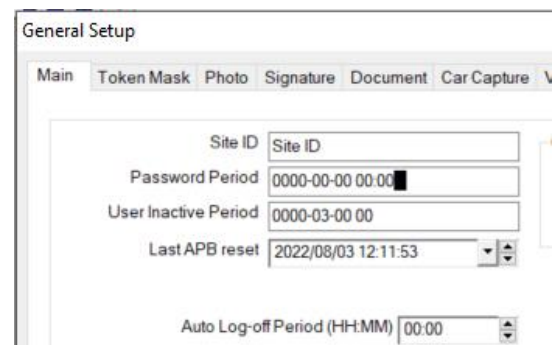 General Setup
Main Token Mask Photo Signature Document Car Capture V
Site ID Site ID
Password Period 0000-00-00 00:00
User Inactive Period 0000-03-00 00
Last APB reset 2022/08/03 12:11:53
Auto Log-off Period (HH:MM) 00:00